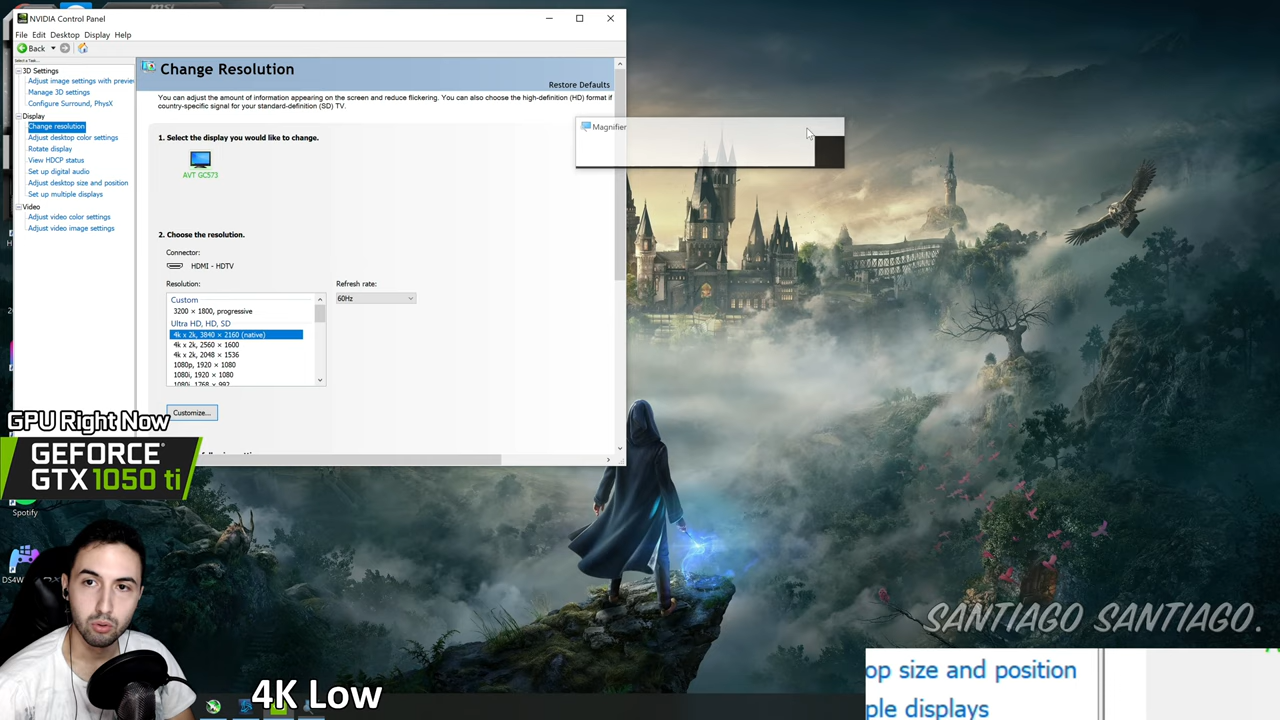 NVIDIA Control Panel
File Edit Desktop Display Help
Back
Select a Task...
3D Settings
Adjust image settings with preview
Manage 3D settings
Configure Surround, PhysX
Display
Change resolution
Adjust desktop color settings
Rotate display
View HDCP status
Set up digital audio
Adjust desktop size and position
Set up multiple displays
Video
Adjust video color settings
Adjust video image settings
Change Resolution
Restore Defaults
You can adjust the amount of information appearing on the screen and reduce flickering. You can also choose the high-definition (HD) format if
country-specific signal for your standard-definition (SD) TV.
1. Select the display you would like to change.
AVT GC573
2. Choose the resolution.
Connector:
HDMI - HDTV
Resolution:
Refresh rate:
60Hz
Custom
3200 × 1800, progressive
Ultra HD, HD, SD
4k x 2k, 3840 × 2160 (native)
4k x 2k, 2560 × 1600
4k x 2k, 2048 × 1536
1080p, 1920 × 1080
1080i, 1920 × 1080
1080i, 1768 × 992
Customize...
Magnifier
GPU Right Now
GEFORCE
GTX 1050 ti
Spotify
DS4W
4K Low
SANTIAGO SANTIAGO.
op size and position
ple displays